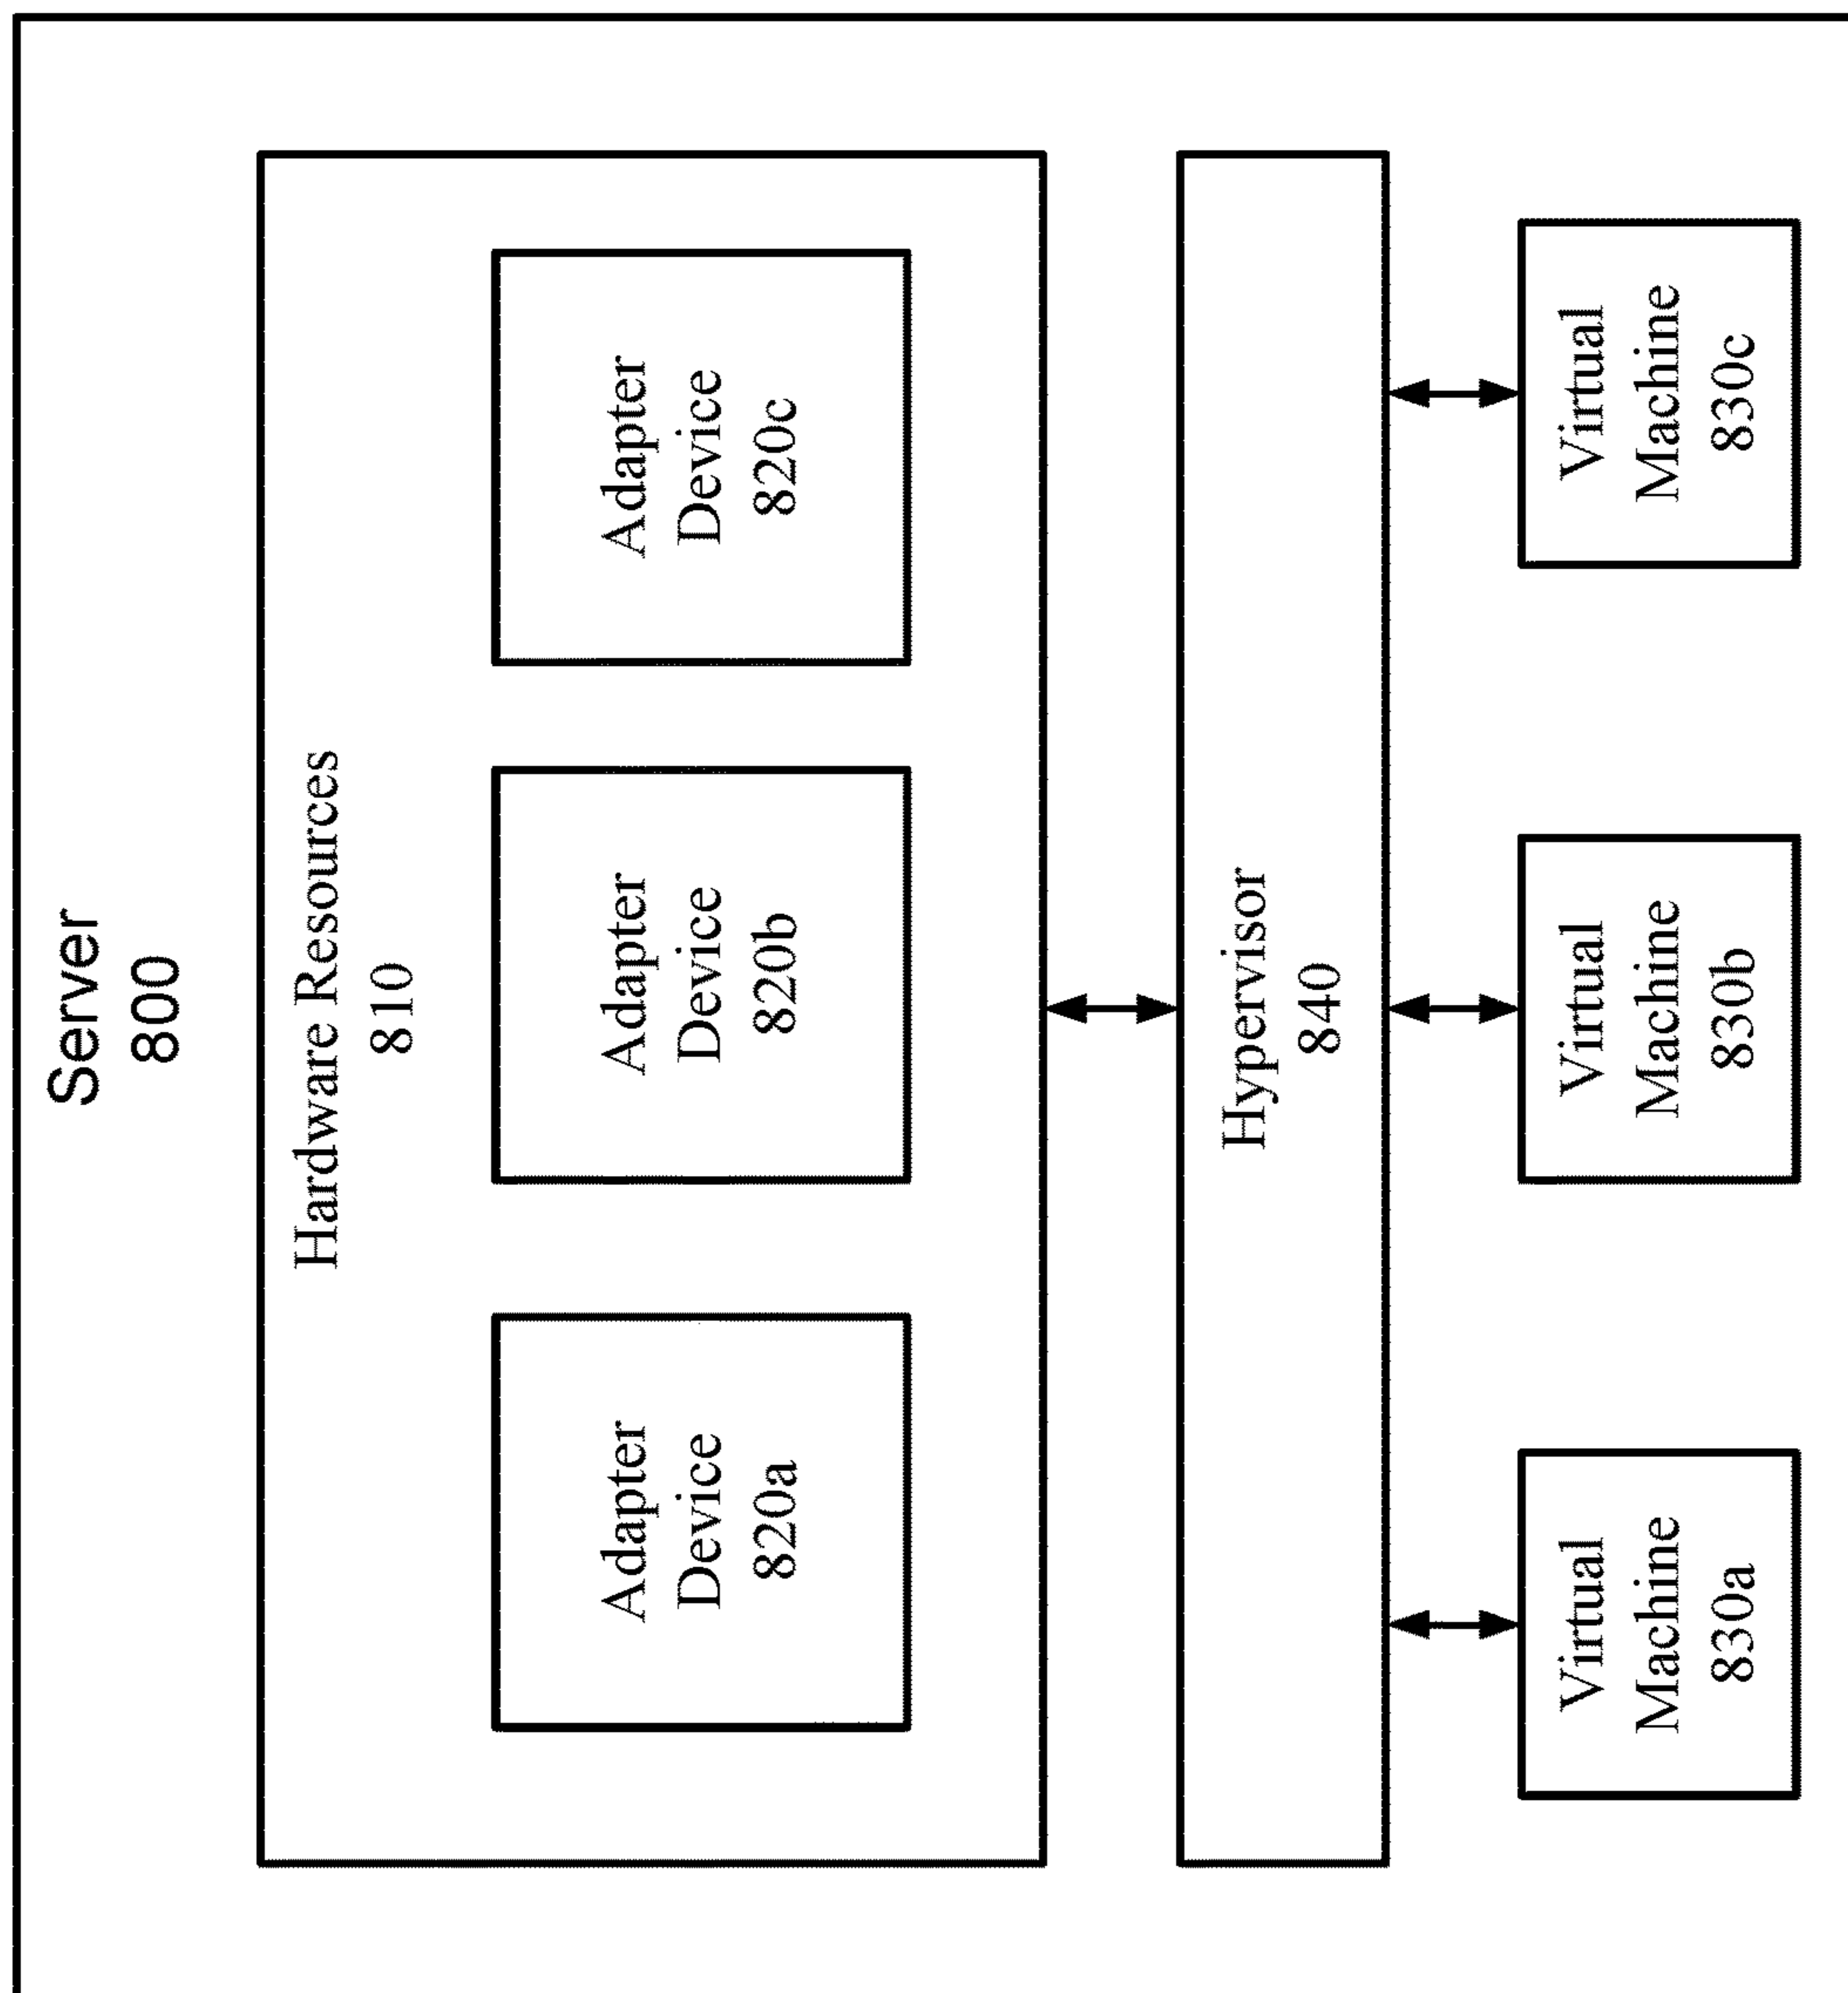 Server
800
Hardware Resources
810
Adapter
Device
820a
Adapter
Device
820b
Adapter
Device
820c
Hypervisor
840
Virtual
Machine
830a
Virtual
Machine
830b
Virtual
Machine
830c